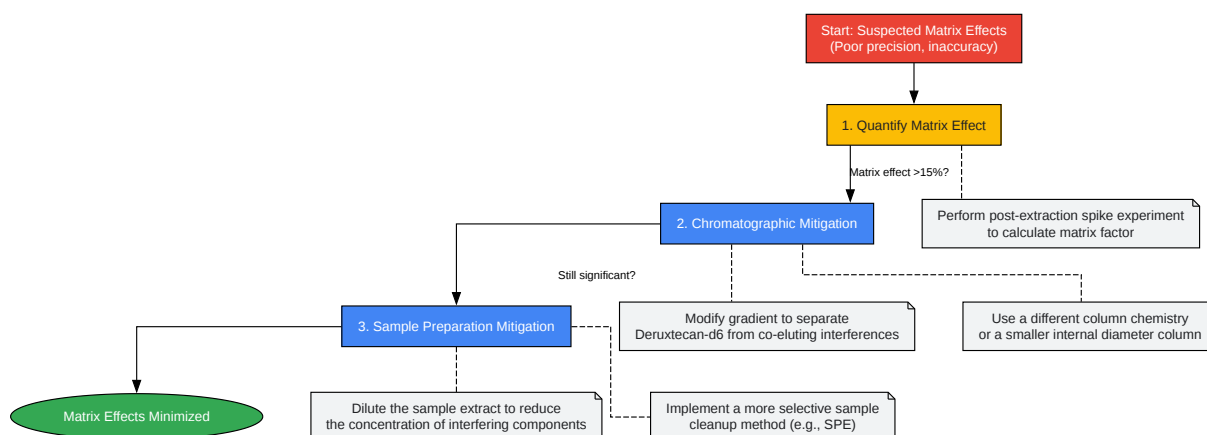 Start: Suspected Matrix Effects
(Poor precision, inaccuracy)
1. Quantify Matrix Effect
Matrix effect >15%?
Perform post-extraction spike experiment
to calculate matrix factor
2. Chromatographic Mitigation
Still significant?
Modify gradient to separate
Deruxtecan-d6 from co-eluting interferences
Use a different column chemistry
or a smaller internal diameter column
3. Sample Preparation Mitigation
Matrix Effects Minimized
Dilute the sample extract to reduce
the concentration of interfering components
Implement a more selective sample
cleanup method (e.g., SPE)